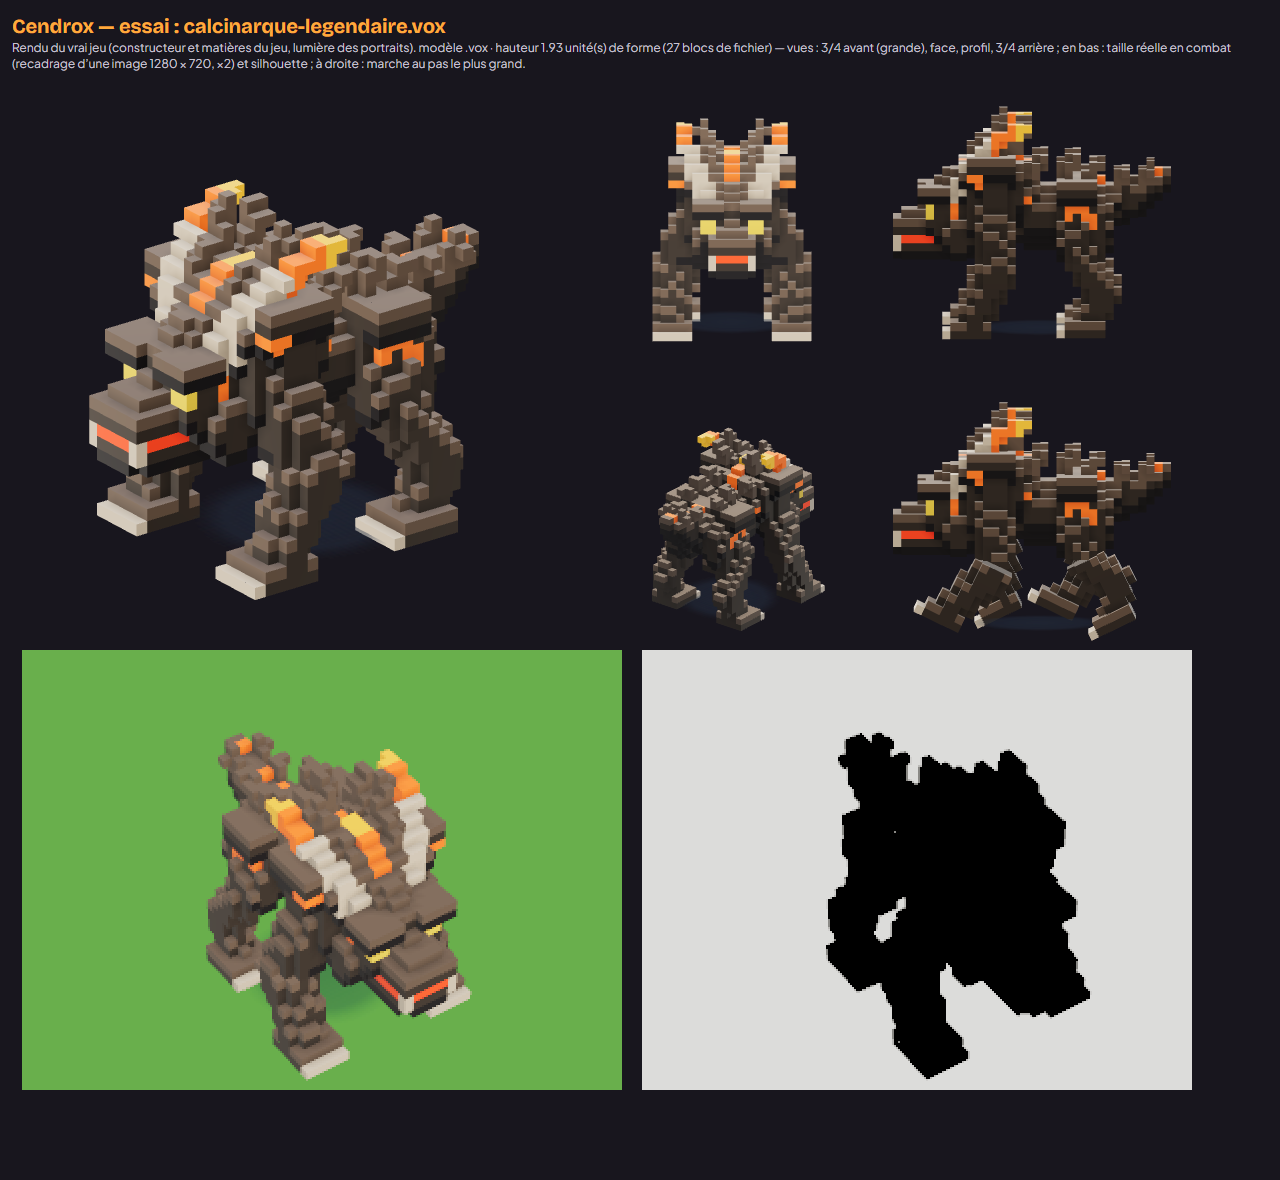 Cendrox — essai : calcinarque-legendaire.vox
Rendu du vrai jeu (constructeur et matières du jeu, lumière des portraits). modèle .vox · hauteur 1.93 unité(s) de forme (27 blocs de fichier) — vues : 3/4 avant (grande), face, profil, 3/4 arrière ; en bas : taille réelle en combat
(recadrage d'une image 1280 × 720, ×2) et silhouette ; à droite : marche au pas le plus grand.